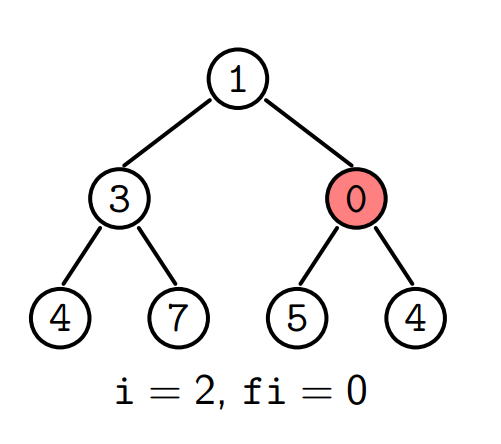 1
3 0
4 7 5 4
i = 2, fi = 0